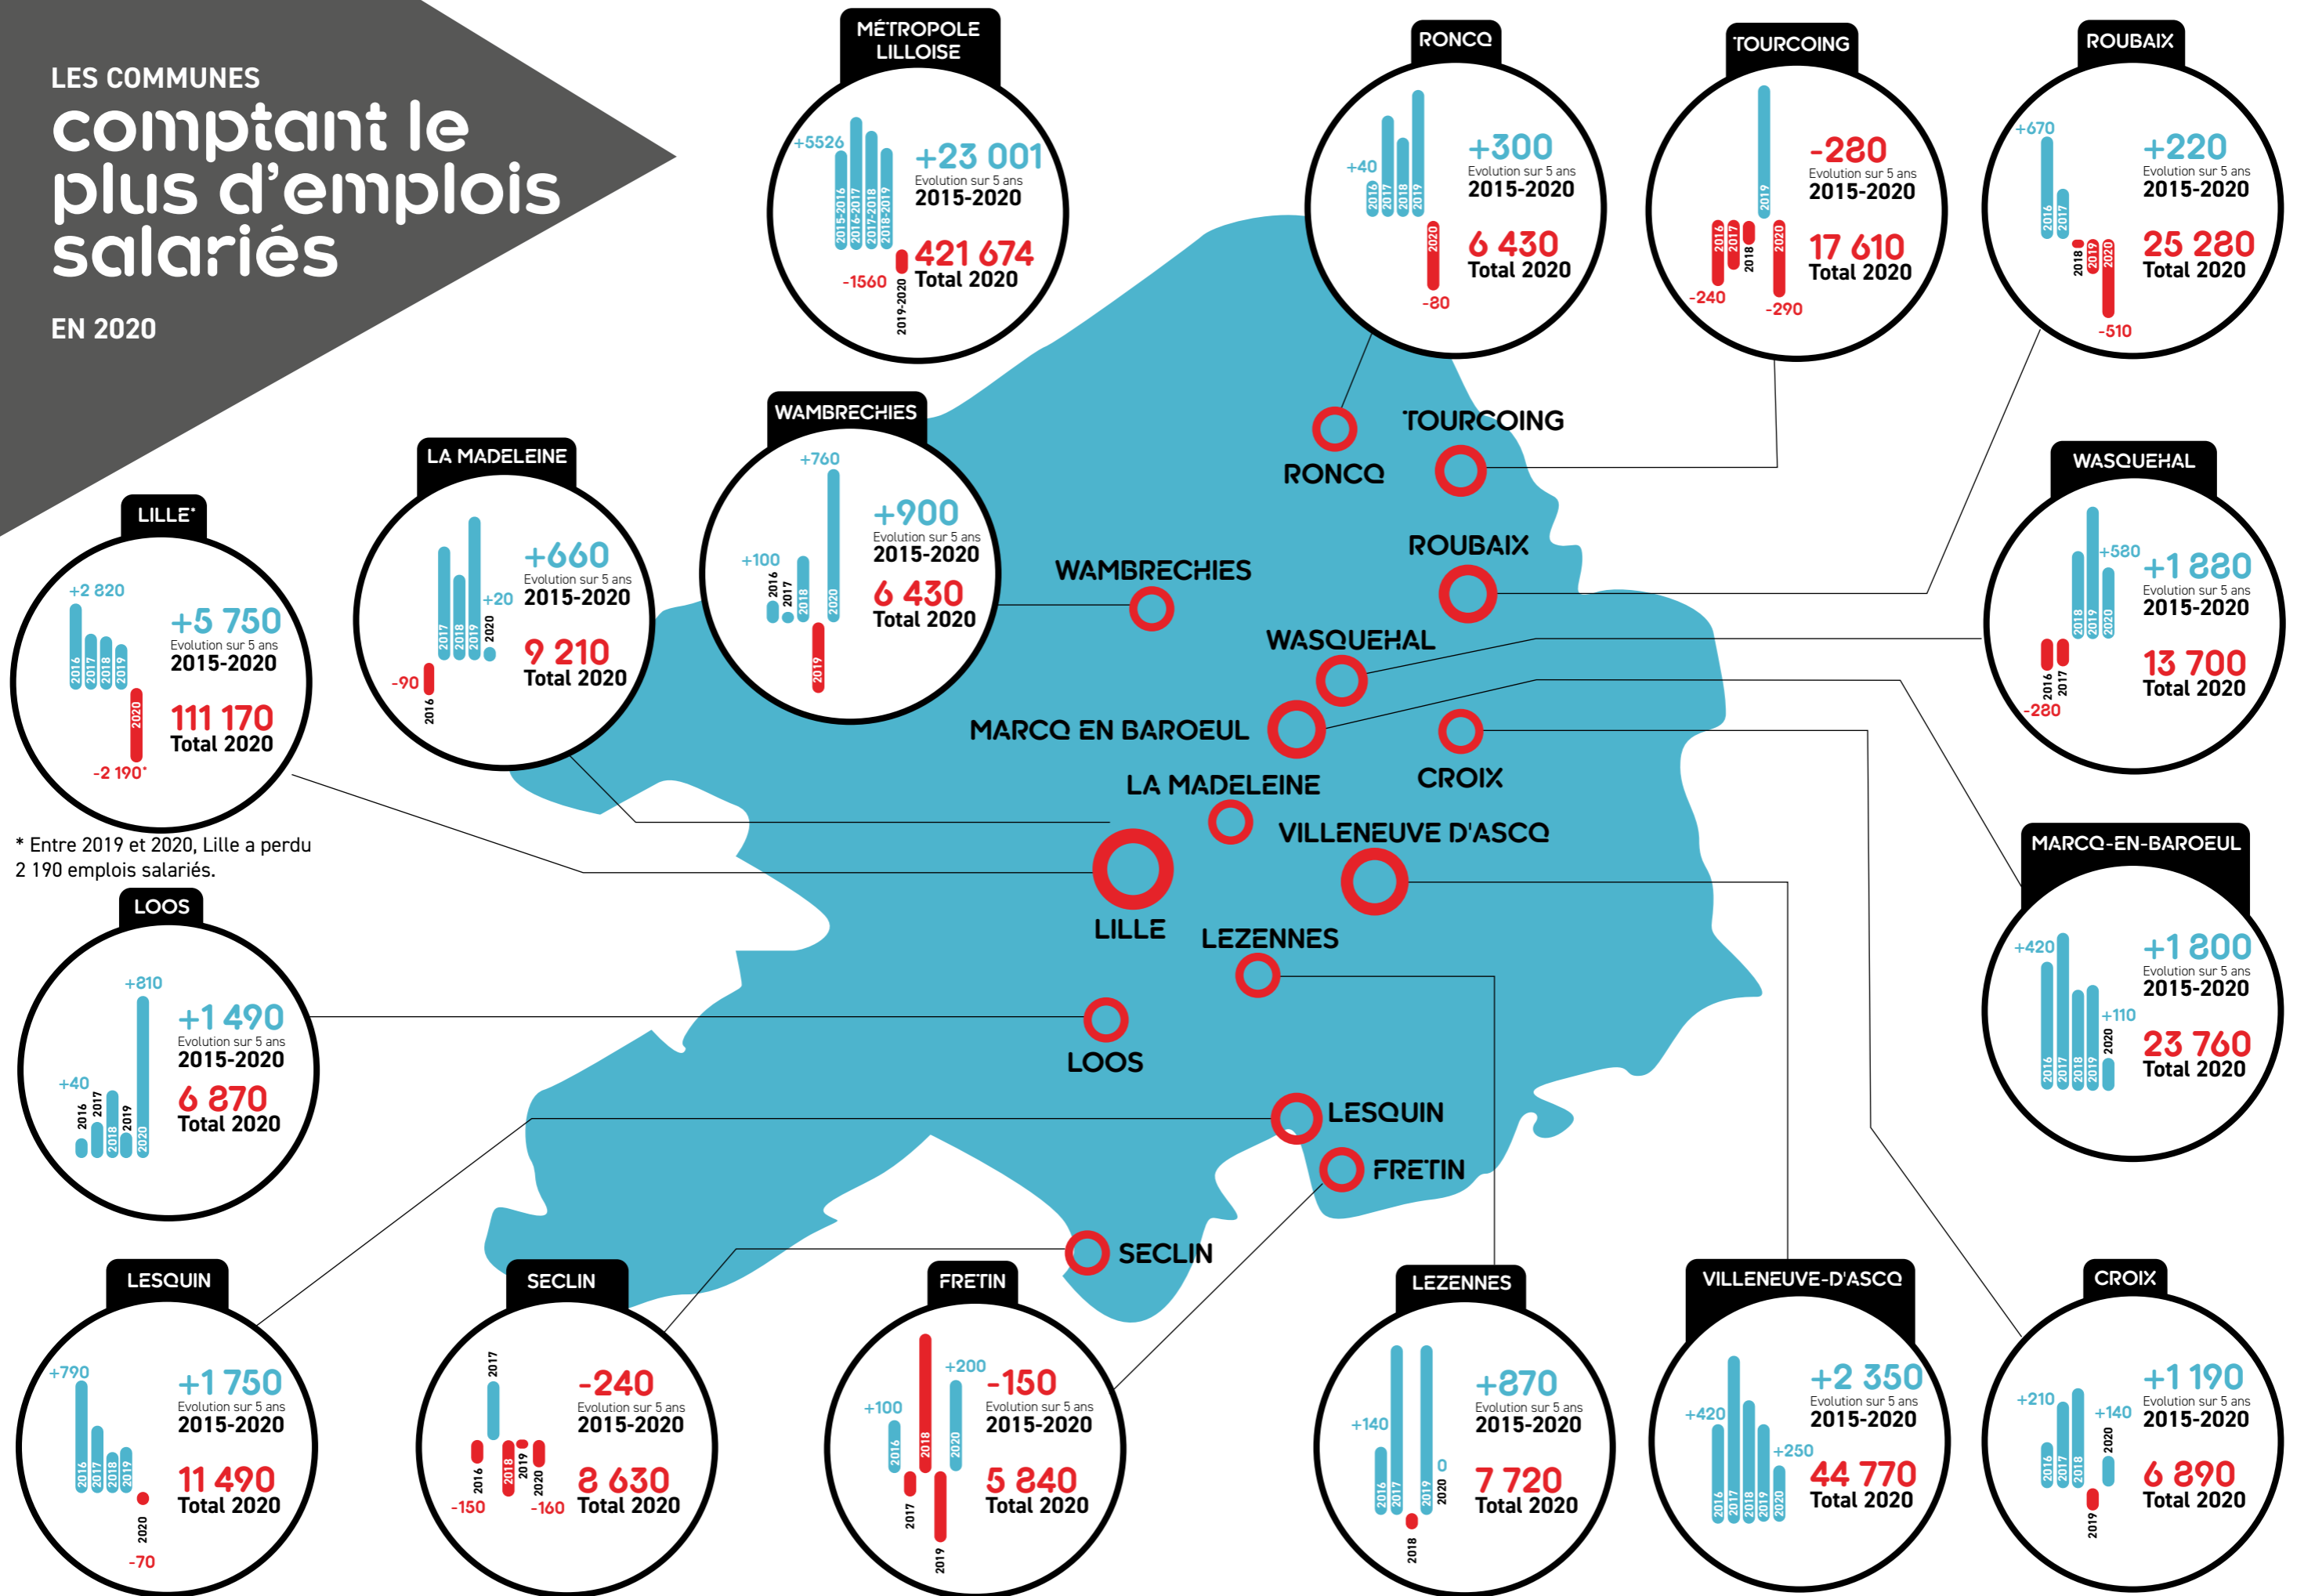 LES COMMUNES
comptant le
plus d'emplois
salariés
EN 2020
MÉTROPOLE
LILLOISE
+5526
2015-2016
2016-2017
2017-2018
2018-2019
-1560
2019-2020
+23 001
Evolution sur 5 ans
2015-2020
421 674
Total 2020
RONCQ
+40
2016
2017
2018
2019
2020
-80
+300
Evolution sur 5 ans
2015-2020
6 430
Total 2020
TOURCOING
2016
2017
2018
2019
2020
-240
-290
-280
Evolution sur 5 ans
2015-2020
17 610
Total 2020
ROUBAIX
+670
2016
2017
2018
2019
2020
-510
+220
Evolution sur 5 ans
2015-2020
25 280
Total 2020
LILLE*
+2 820
2016
2017
2018
2019
2020
-2 190*
+5 750
Evolution sur 5 ans
2015-2020
111 170
Total 2020
* Entre 2019 et 2020, Lille a perdu
2 190 emplois salariés.
LA MADELEINE
-90
2016
2017
2018
2019
+20
2020
+660
Evolution sur 5 ans
2015-2020
9 210
Total 2020
WAMBRECHIES
+100
2016
2017
2018
2019
+760
2020
+900
Evolution sur 5 ans
2015-2020
6 430
Total 2020
WASQUEHAL
2016
2017
-280
2018
2019
2020
+580
+1 880
Evolution sur 5 ans
2015-2020
13 700
Total 2020
TOURCOING
RONCQ
ROUBAIX
WAMBRECHIES
WASQUEHAL
MARCQ EN BAROEUL
CROIX
LA MADELEINE
VILLENEUVE D'ASCQ
LILLE
LEZENNES
LOOS
LESQUIN
FRETIN
SECLIN
MARCQ-EN-BAROEUL
+420
2016
2017
2018
2019
+110
2020
+1 800
Evolution sur 5 ans
2015-2020
23 760
Total 2020
LOOS
+40
2016
2017
2018
2019
+810
2020
+1 490
Evolution sur 5 ans
2015-2020
6 870
Total 2020
LESQUIN
+790
2016
2017
2018
2019
2020
-70
+1 750
Evolution sur 5 ans
2015-2020
11 490
Total 2020
SECLIN
2016
-150
2017
2018
2019
2020
-160
-240
Evolution sur 5 ans
2015-2020
8 630
Total 2020
FRETIN
+100
2016
2017
2018
2019
+200
2020
-150
Evolution sur 5 ans
2015-2020
5 840
Total 2020
LEZENNES
+140
2016
2017
2018
2019
0
2020
+870
Evolution sur 5 ans
2015-2020
7 720
Total 2020
VILLENEUVE-D'ASCQ
+420
2016
2017
2018
2019
+250
2020
+2 350
Evolution sur 5 ans
2015-2020
44 770
Total 2020
CROIX
+210
2016
2017
2018
2019
+140
2020
+1 190
Evolution sur 5 ans
2015-2020
6 890
Total 2020